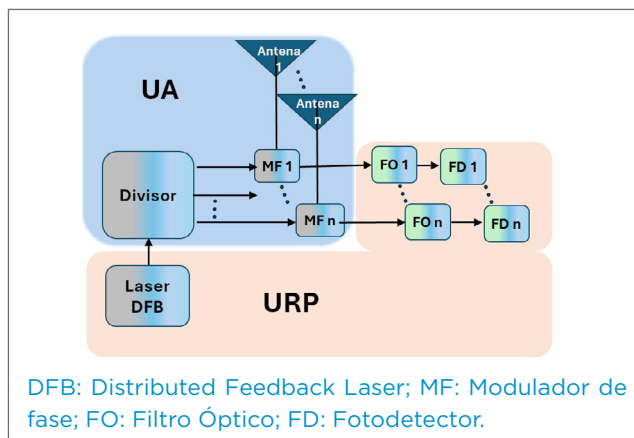 Antena
1
UA
Antena
n
MF 1
FO 1
FD 1
Divisor
MF n
FO n
FD n
Laser
DFB
URP
DFB: Distributed Feedback Laser; MF: Modulador de
fase; FO: Filtro Óptico; FD: Fotodetector.